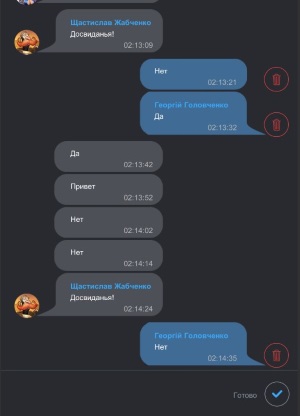 Щастислав Жабченко
Досвиданья!
02:13:09
Нет
02:13:21
Георгій Головченко
Да
02:13:32
Да
02:13:42
Привет
02:13:52
Нет
02:14:02
Нет
02:14:14
Щастислав Жабченко
Досвиданья!
02:14:24
Георгій Головченко
Нет
02:14:35
Готово